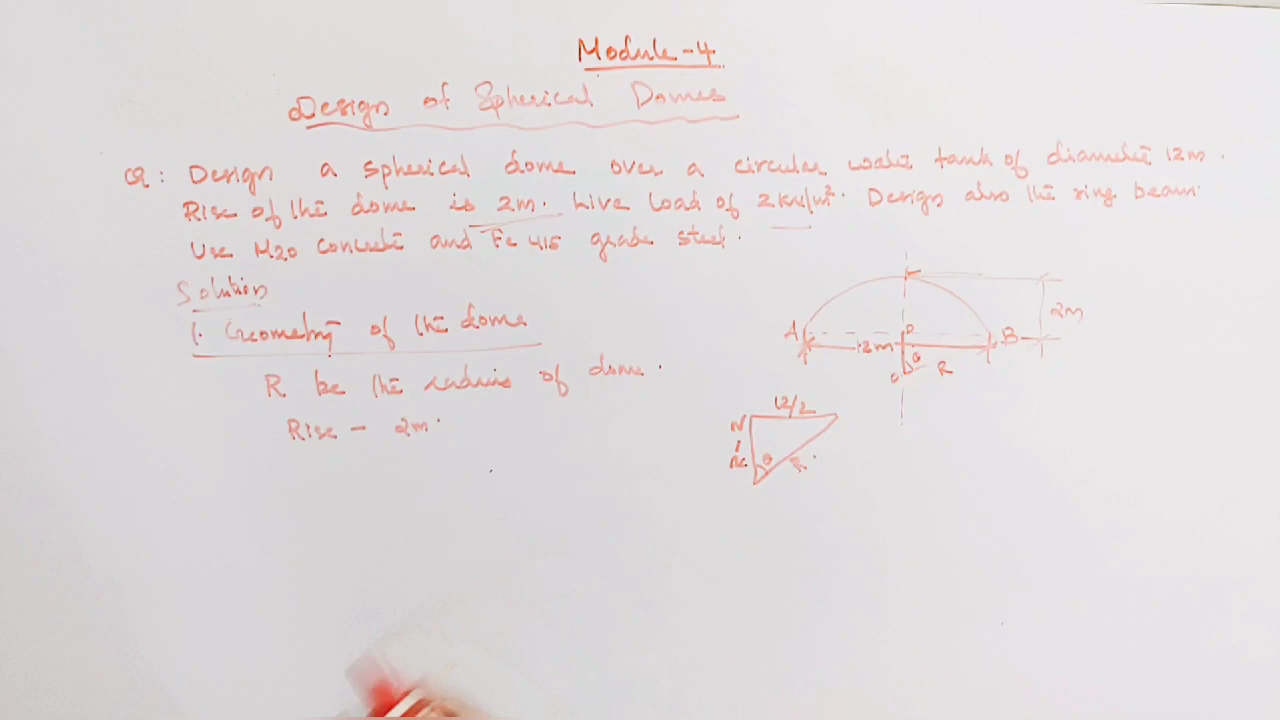 Module-4
Design of Spherical Domes
Q: Design a spherical dome over a circular water tank of diameter 12m.
Rise of the dome is 2m. Live Load of 2kN/m². Design also the ring beam.
Use M20 concrete and Fe 415 grade steel.
Solution
1. Geometry of the dome
R be the radius of dome.
Rise - 2m.
2m
A
P
B
12m
θ
R
O
12/2
θ
R